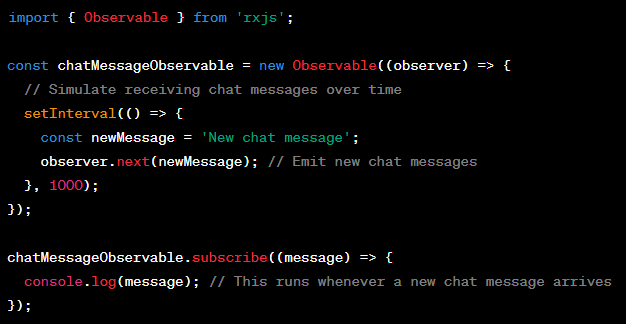 import { Observable } from 'rxjs';
const chatMessageObservable = new Observable((observer) => {
// Simulate receiving chat messages over time
setInterval(() => {
const newMessage = 'New chat message';
observer.next(newMessage); // Emit new chat messages
}, 1000);
});
chatMessageObservable.subscribe((message) => {
console.log(message); // This runs whenever a new chat message arrives
});